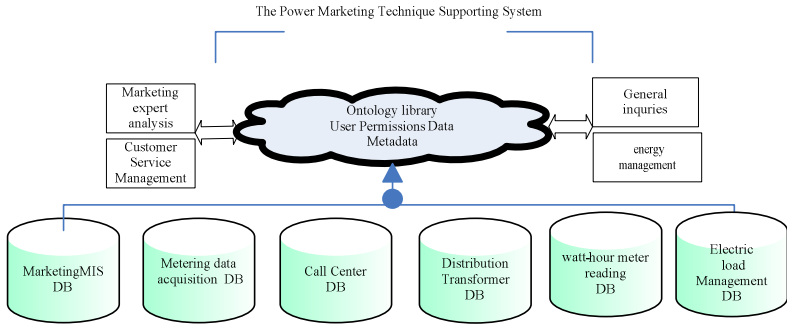 The Power Marketing Technique Supporting System
Marketing
expert
analysis
Customer
Service
Management
Ontology library
User Permissions Data
Metadata
General
inquries
energy
management
MarketingMIS
DB
Metering data
acquisition DB
Call Center
DB
Distribution
Transformer
DB
watt-hour meter
reading
DB
Electric
load
Management
DB